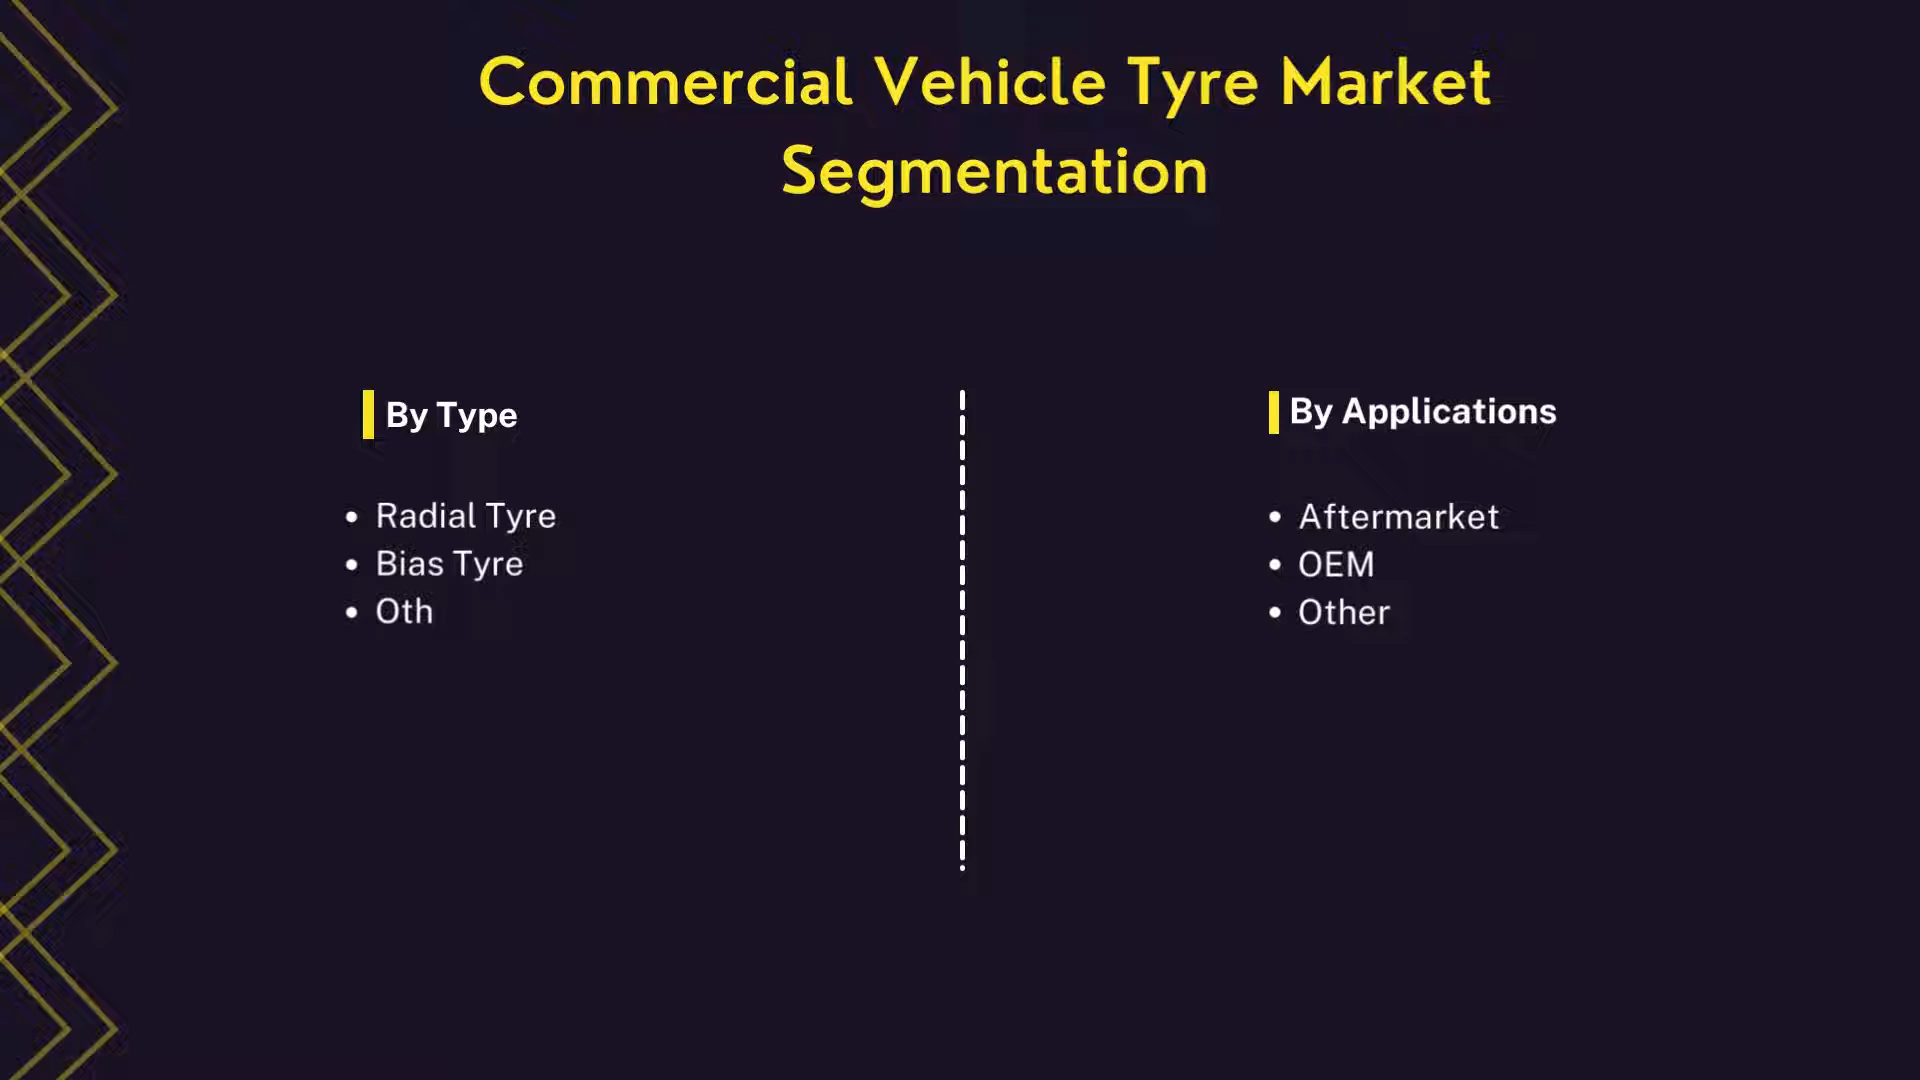 Commercial Vehicle Tyre Market
Segmentation
By Type
• Radial Tyre
• Bias Tyre
• Oth
By Applications
• Aftermarket
• OEM
• Other